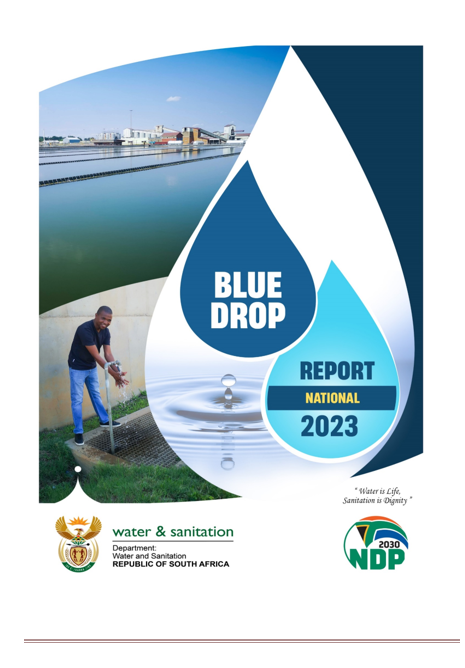 BLUE
DROP
REPORT
NATIONAL
2023
“ Water is Life,
Sanitation is Dignity ”
water & sanitation
Department:
Water and Sanitation
REPUBLIC OF SOUTH AFRICA
2030
NDP